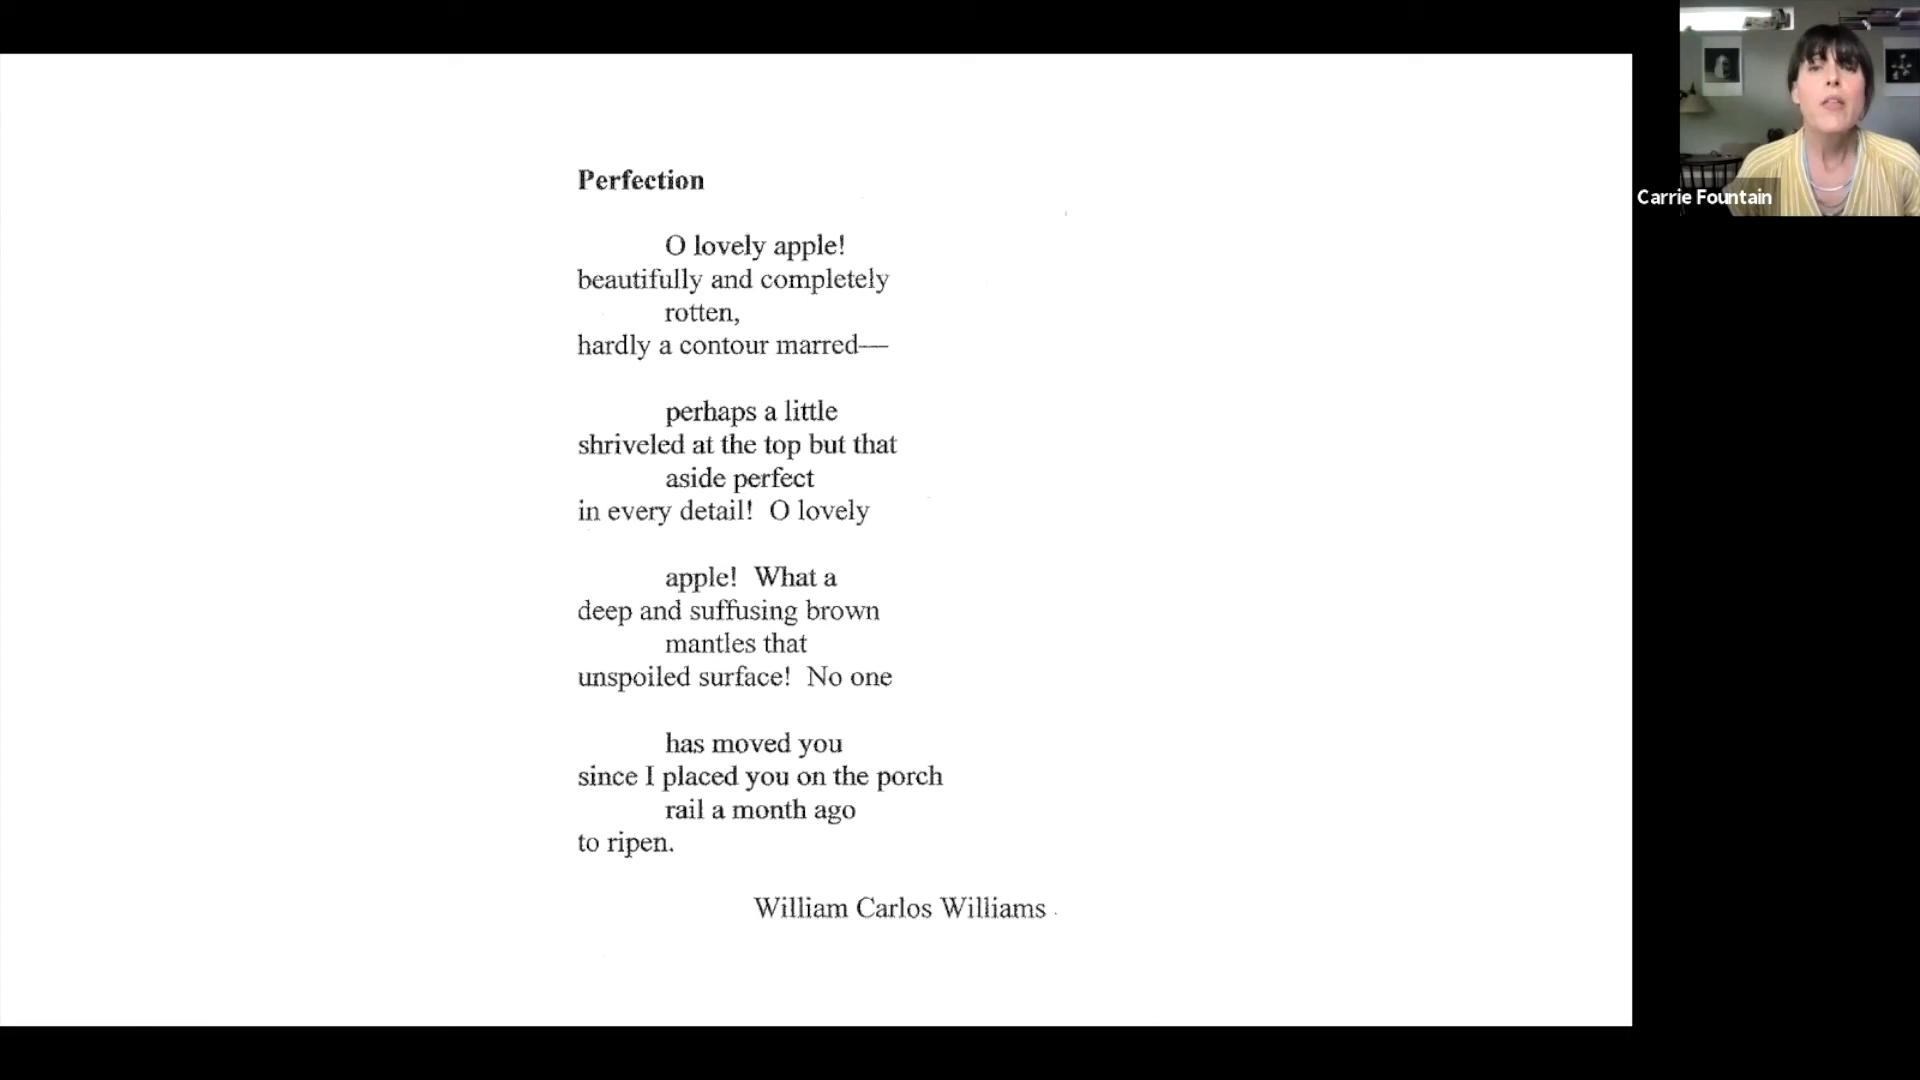 Perfection
O lovely apple!
beautifully and completely
rotten,
hardly a contour marred—
perhaps a little
shriveled at the top but that
aside perfect
in every detail! O lovely
apple! What a
deep and suffusing brown
mantles that
unspoiled surface! No one
has moved you
since I placed you on the porch
rail a month ago
to ripen.
William Carlos Williams
Carrie Fountain